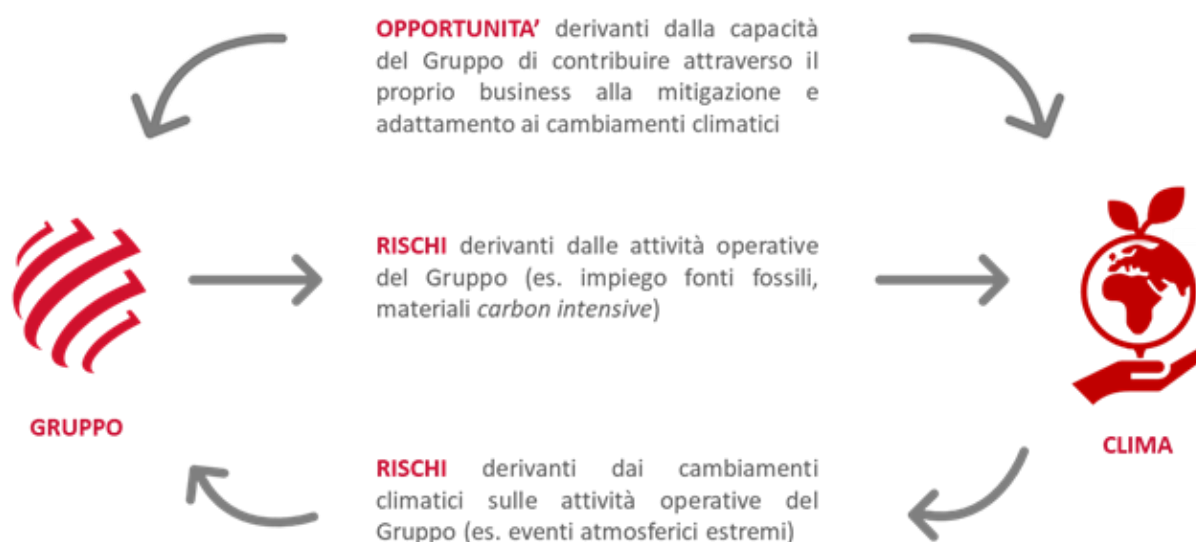 OPPORTUNITA’ derivanti dalla capacità
del Gruppo di contribuire attraverso il
proprio business alla mitigazione e
adattamento ai cambiamenti climatici
RISCHI derivanti dalle attività operative
del Gruppo (es. impiego fonti fossili,
materiali carbon intensive)
GRUPPO
CLIMA
RISCHI derivanti dai cambiamenti
climatici sulle attività operative del
Gruppo (es. eventi atmosferici estremi)